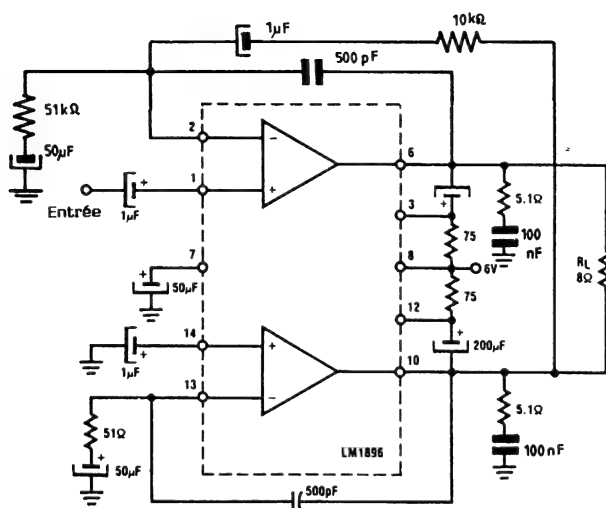 1µF
10kΩ
500 pF
51kΩ
50µF
2
−
6
1
+
Entrée
+
1µF
3
+
5.1Ω
100
nF
75
7
8
6V
RL
8Ω
+
50µF
75
12
+
14
+
+
200µF
1µF
10
13
−
51Ω
5.1Ω
+
50µF
LM1896
100nF
500pF